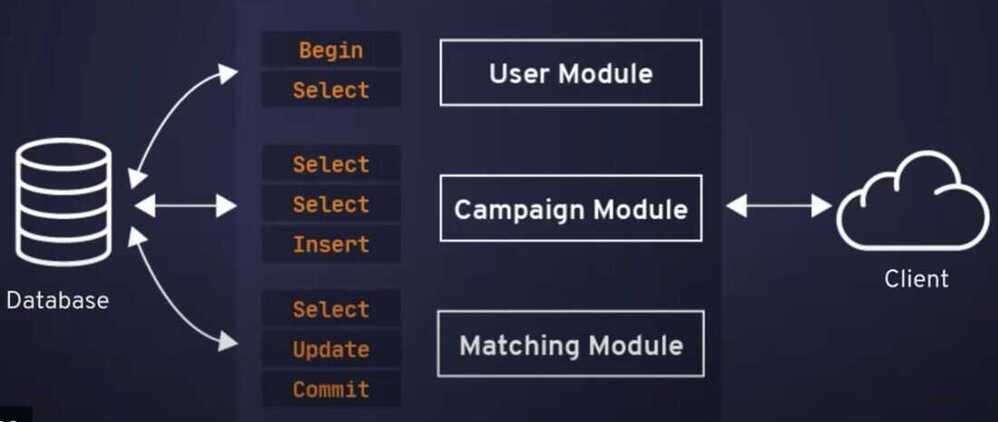 Begin
Select
User Module
Select
Select
Insert
Campaign Module
Select
Update
Commit
Matching Module
Database
Client